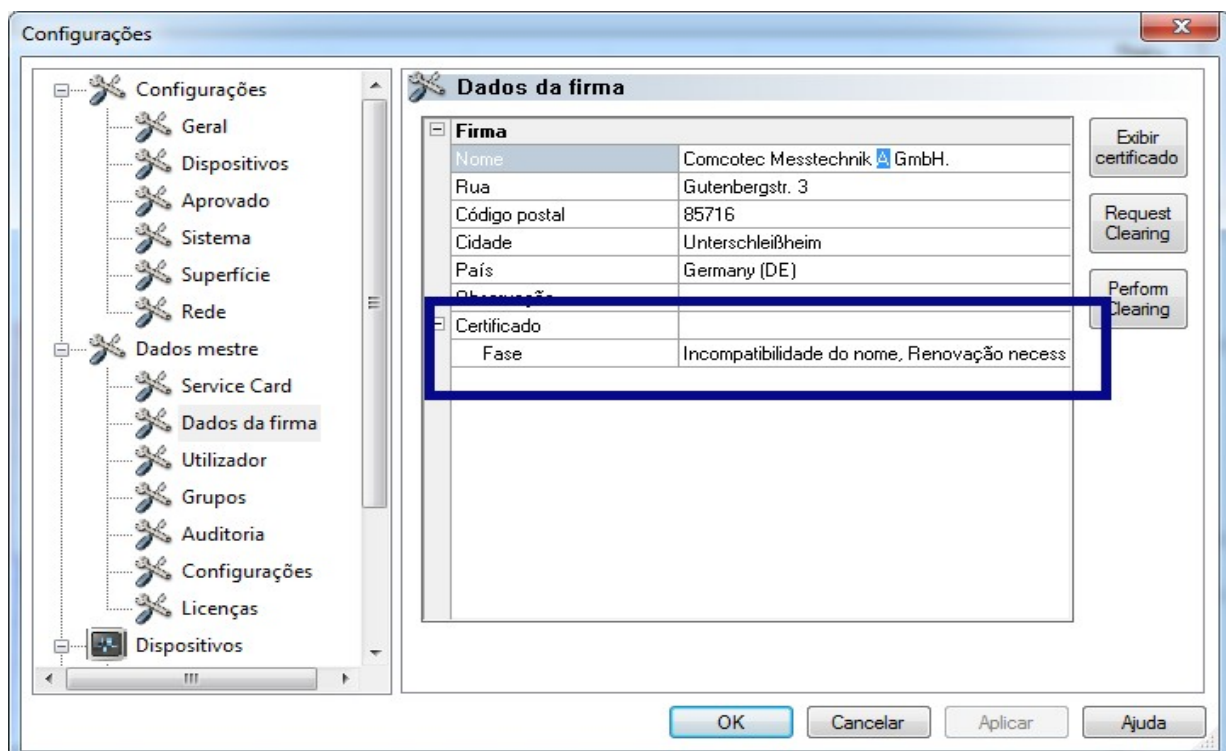 Configurações
Configurações
Geral
Dispositivos
Aprovado
Sistema
Superfície
Rede
Dados mestre
Service Card
Dados da firma
Utilizador
Grupos
Auditoria
Configurações
Licenças
Dispositivos
Dados da firma
Firma
Nome Comcotec Messtechnik A GmbH.
Rua Gutenbergstr. 3
Código postal 85716
Cidade Unterschleißheim
País Germany (DE)
Observação
Certificado
Fase Incompatibilidade do nome, Renovação necess
Exibir
certificado
Request
Clearing
Perform
Clearing
OK Cancelar Aplicar Ajuda